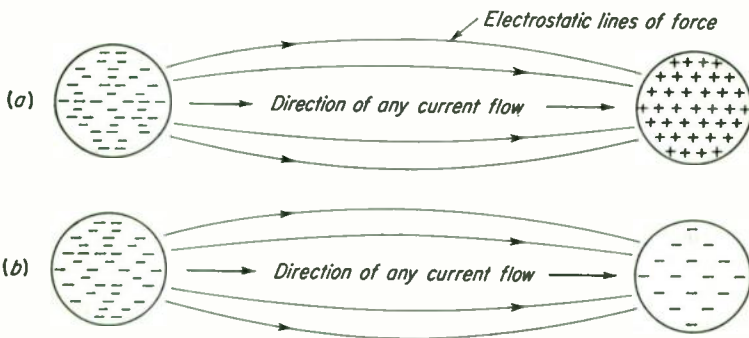 Electrostatic lines of force
(a)
Direction of any current flow
(b)
Direction of any current flow